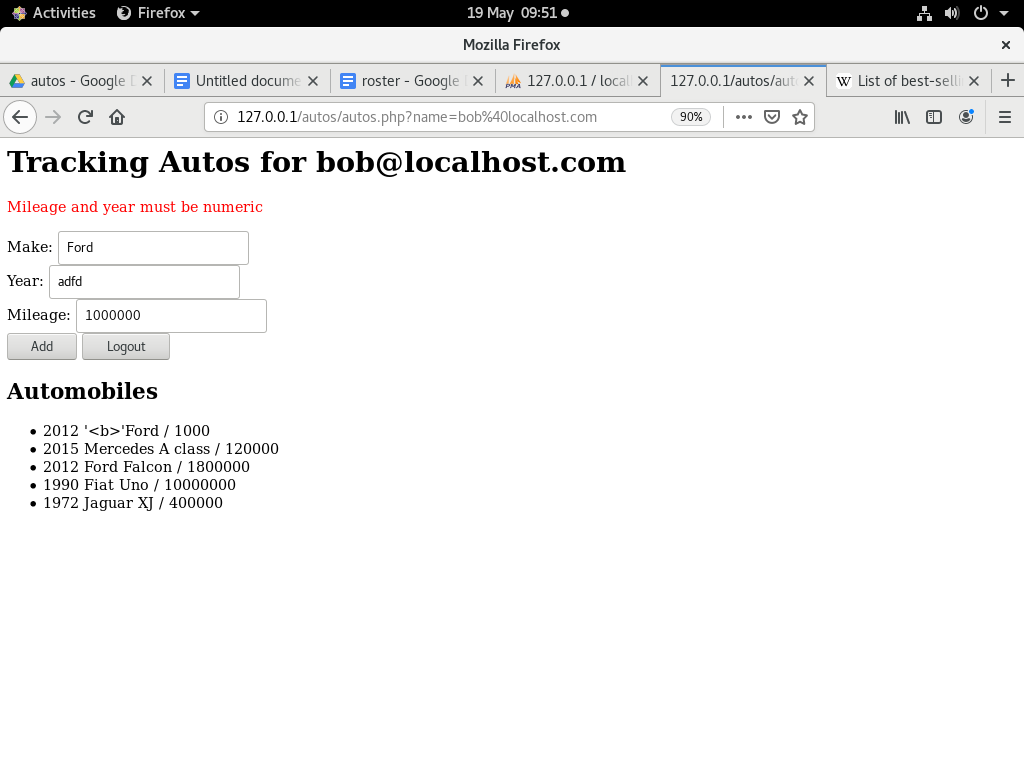 Activities Firefox 19 May 09:51
Mozilla Firefox
autos - Google Untitled docume roster - Google PMA 127.0.0.1 / local 127.0.0.1/autos/aut W List of best-selli
127.0.0.1/autos/autos.php?name=bob%40localhost.com 90%
Tracking Autos for bob@localhost.com
Mileage and year must be numeric
Make: Ford
Year: adfd
Mileage: 1000000
Add Logout
Automobiles
• 2012 '<b>'Ford / 1000
• 2015 Mercedes A class / 120000
• 2012 Ford Falcon / 1800000
• 1990 Fiat Uno / 10000000
• 1972 Jaguar XJ / 400000